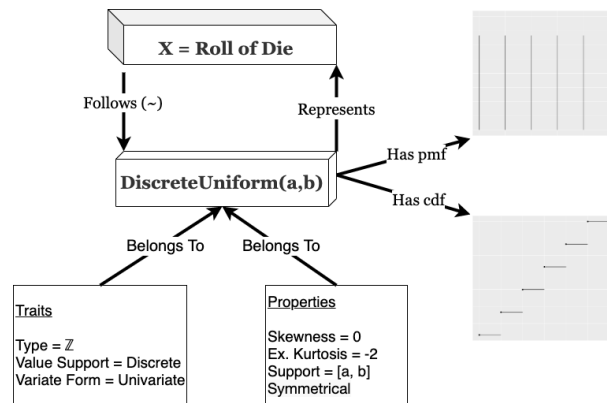 X = Roll of Die
Follows (~)
Represents
DiscreteUniform(a,b)
Has pmf
Has cdf
Belongs To
Belongs To
Traits
Type = ℤ
Value Support = Discrete
Variate Form = Univariate
Properties
Skewness = 0
Ex. Kurtosis = -2
Support = [a, b]
Symmetrical